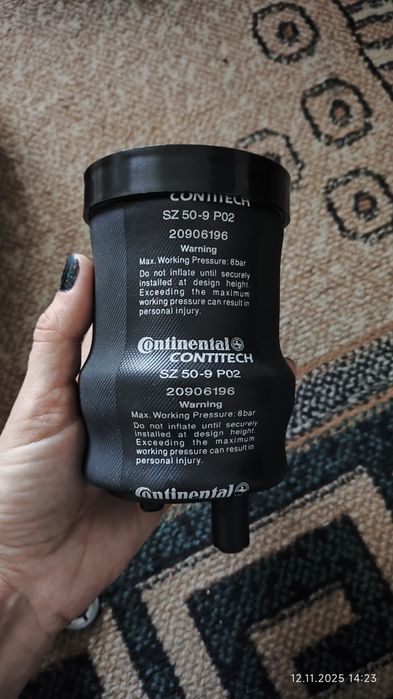 CONTITECH
SZ 50-9 P02
20906196
Warning
Max. Working Pressure: 8bar
Do not inflate until securely
installed at design height.
Exceeding the maximum
working pressure can result in
personal injury.
Continental
CONTITECH
SZ 50-9 P02
20906196
Warning
Max. Working Pressure: 8bar
Do not inflate until securely
installed at design height.
Exceeding the maximum
working pressure can result in
personal injury.
Continental
12.11.2025 14:23